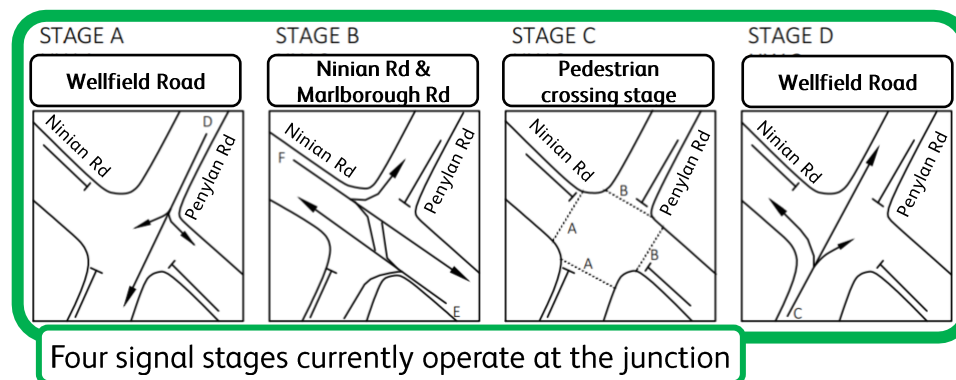 STAGE A
Wellfield Road
Ninian Rd
D
Penylan Rd
STAGE B
Ninian Rd &
Marlborough Rd
Ninian Rd
F
Penylan Rd
E
STAGE C
Pedestrian
crossing stage
Ninian Rd
B
Penylan Rd
A
A
B
STAGE D
Wellfield Road
Ninian Rd
Penylan Rd
C
Four signal stages currently operate at the junction